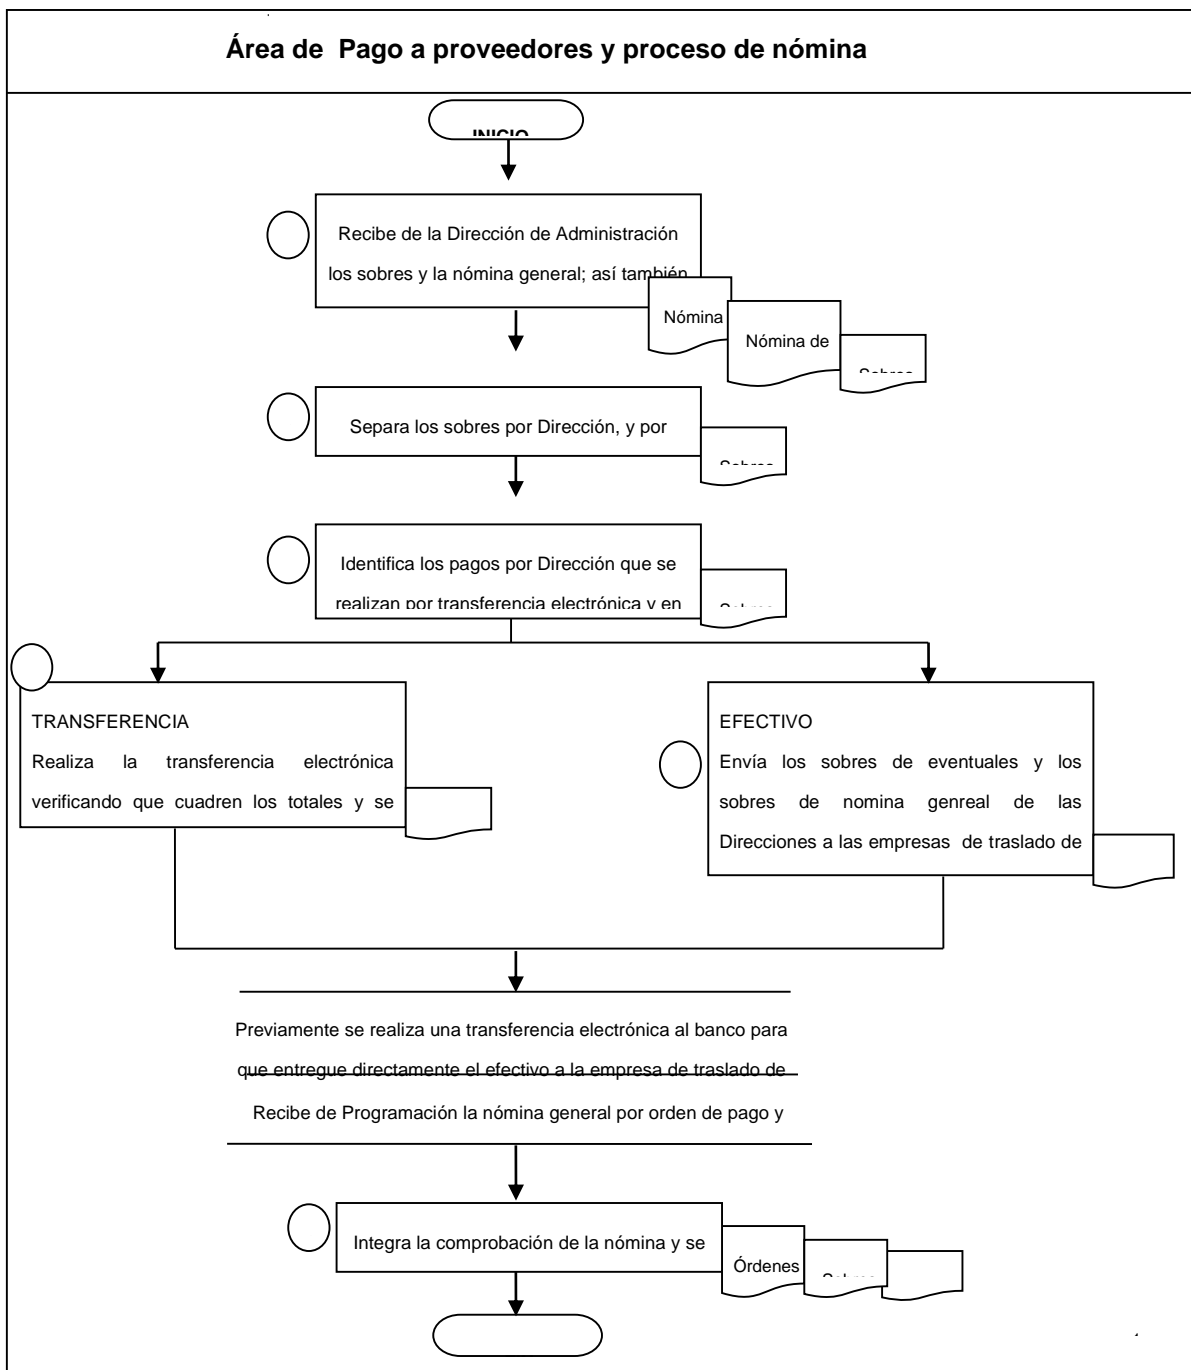 Área de Pago a proveedores y proceso de nómina
INICIO
Recibe de la Dirección de Administración
los sobres y la nómina general; así también
Nómina
Nómina de
Sobres
Separa los sobres por Dirección, y por
Sobres
Identifica los pagos por Dirección que se
realizan por transferencia electrónica y en
Sobres
TRANSFERENCIA
Realiza la transferencia electrónica
verificando que cuadren los totales y se
EFECTIVO
Envía los sobres de eventuales y los
sobres de nomina genreal de las
Direcciones a las empresas de traslado de
Previamente se realiza una transferencia electrónica al banco para
que entregue directamente el efectivo a la empresa de traslado de
Recibe de Programación la nómina general por orden de pago y
Integra la comprobación de la nómina y se
Órdenes
Sobres